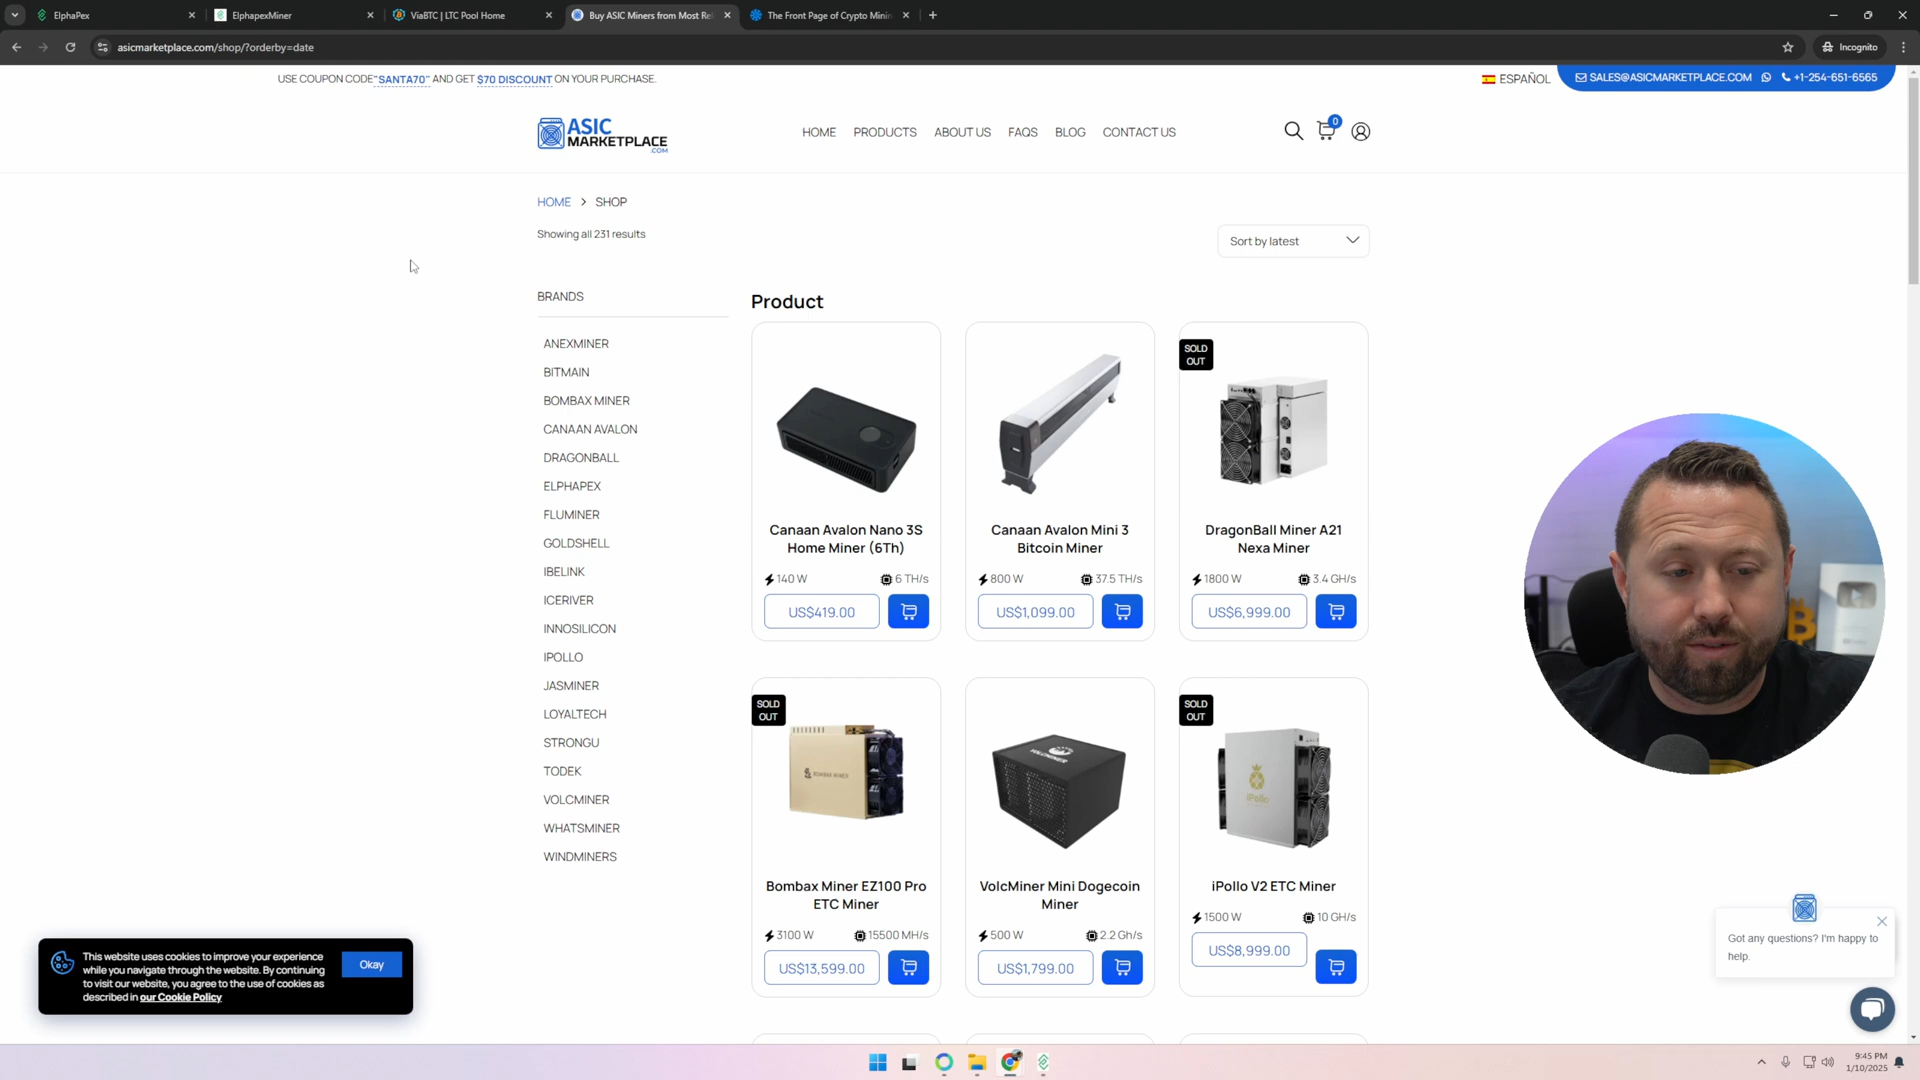 ElphaPex
ElphapexMiner
ViaBTC | LTC Pool Home
Buy ASIC Miners from Most Rel
The Front Page of Crypto Minin
asicmarketplace.com/shop/?orderby=date
Incognito
USE COUPON CODE"SANTA70" AND GET $70 DISCOUNT ON YOUR PURCHASE.
ESPAÑOL
SALES@ASICMARKETPLACE.COM
+1-254-651-6565
ASIC
MARKETPLACE
.COM
HOME
PRODUCTS
ABOUT US
FAQS
BLOG
CONTACT US
0
HOME > SHOP
Showing all 231 results
Sort by latest
BRANDS
ANEXMINER
BITMAIN
BOMBAX MINER
CANAAN AVALON
DRAGONBALL
ELPHAPEX
FLUMINER
GOLDSHELL
IBELINK
ICERIVER
INNOSILICON
IPOLLO
JASMINER
LOYALTECH
STRONGU
TODEK
VOLCMINER
WHATSMINER
WINDMINERS
Product
Canaan Avalon Nano 3S
Home Miner (6Th)
140 W
6 TH/s
US$419.00
Canaan Avalon Mini 3
Bitcoin Miner
800 W
37.5 TH/s
US$1,099.00
SOLD
OUT
DragonBall Miner A21
Nexa Miner
1800 W
3.4 GH/s
US$6,999.00
SOLD
OUT
BOMBAX MINER
Bombax Miner EZ100 Pro
ETC Miner
3100 W
15500 MH/s
US$13,599.00
VOLCMINER
VolcMiner Mini Dogecoin
Miner
500 W
2.2 Gh/s
US$1,799.00
SOLD
OUT
iPollo
iPollo V2 ETC Miner
1500 W
10 GH/s
US$8,999.00
This website uses cookies to improve your experience
while you navigate through the website. By continuing
to visit our website, you agree to the use of cookies as
described in our Cookie Policy
Okay
Got any questions? I'm happy to
help.
9:45 PM
1/10/2025